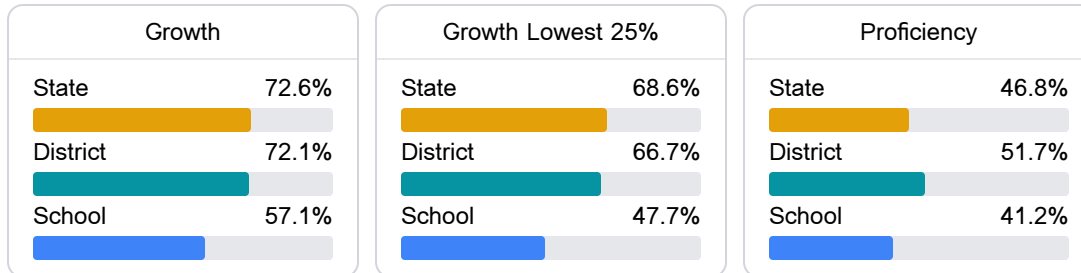 Growth
State 72.6%
District 72.1%
School 57.1%
Growth Lowest 25%
State 68.6%
District 66.7%
School 47.7%
Proficiency
State 46.8%
District 51.7%
School 41.2%